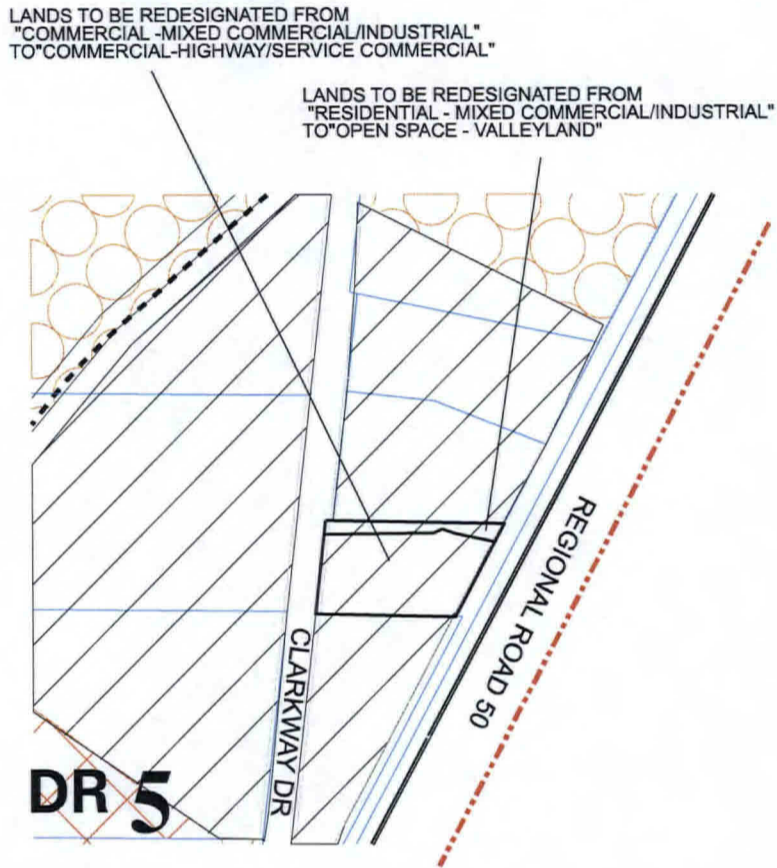 LANDS TO BE REDESIGNATED FROM
"COMMERCIAL -MIXED COMMERCIAL/INDUSTRIAL"
TO"COMMERCIAL-HIGHWAY/SERVICE COMMERCIAL"
LANDS TO BE REDESIGNATED FROM
"RESIDENTIAL - MIXED COMMERCIAL/INDUSTRIAL"
TO"OPEN SPACE - VALLEYLAND"
REGIONAL ROAD 50
CLARKWAY DR
DR 5